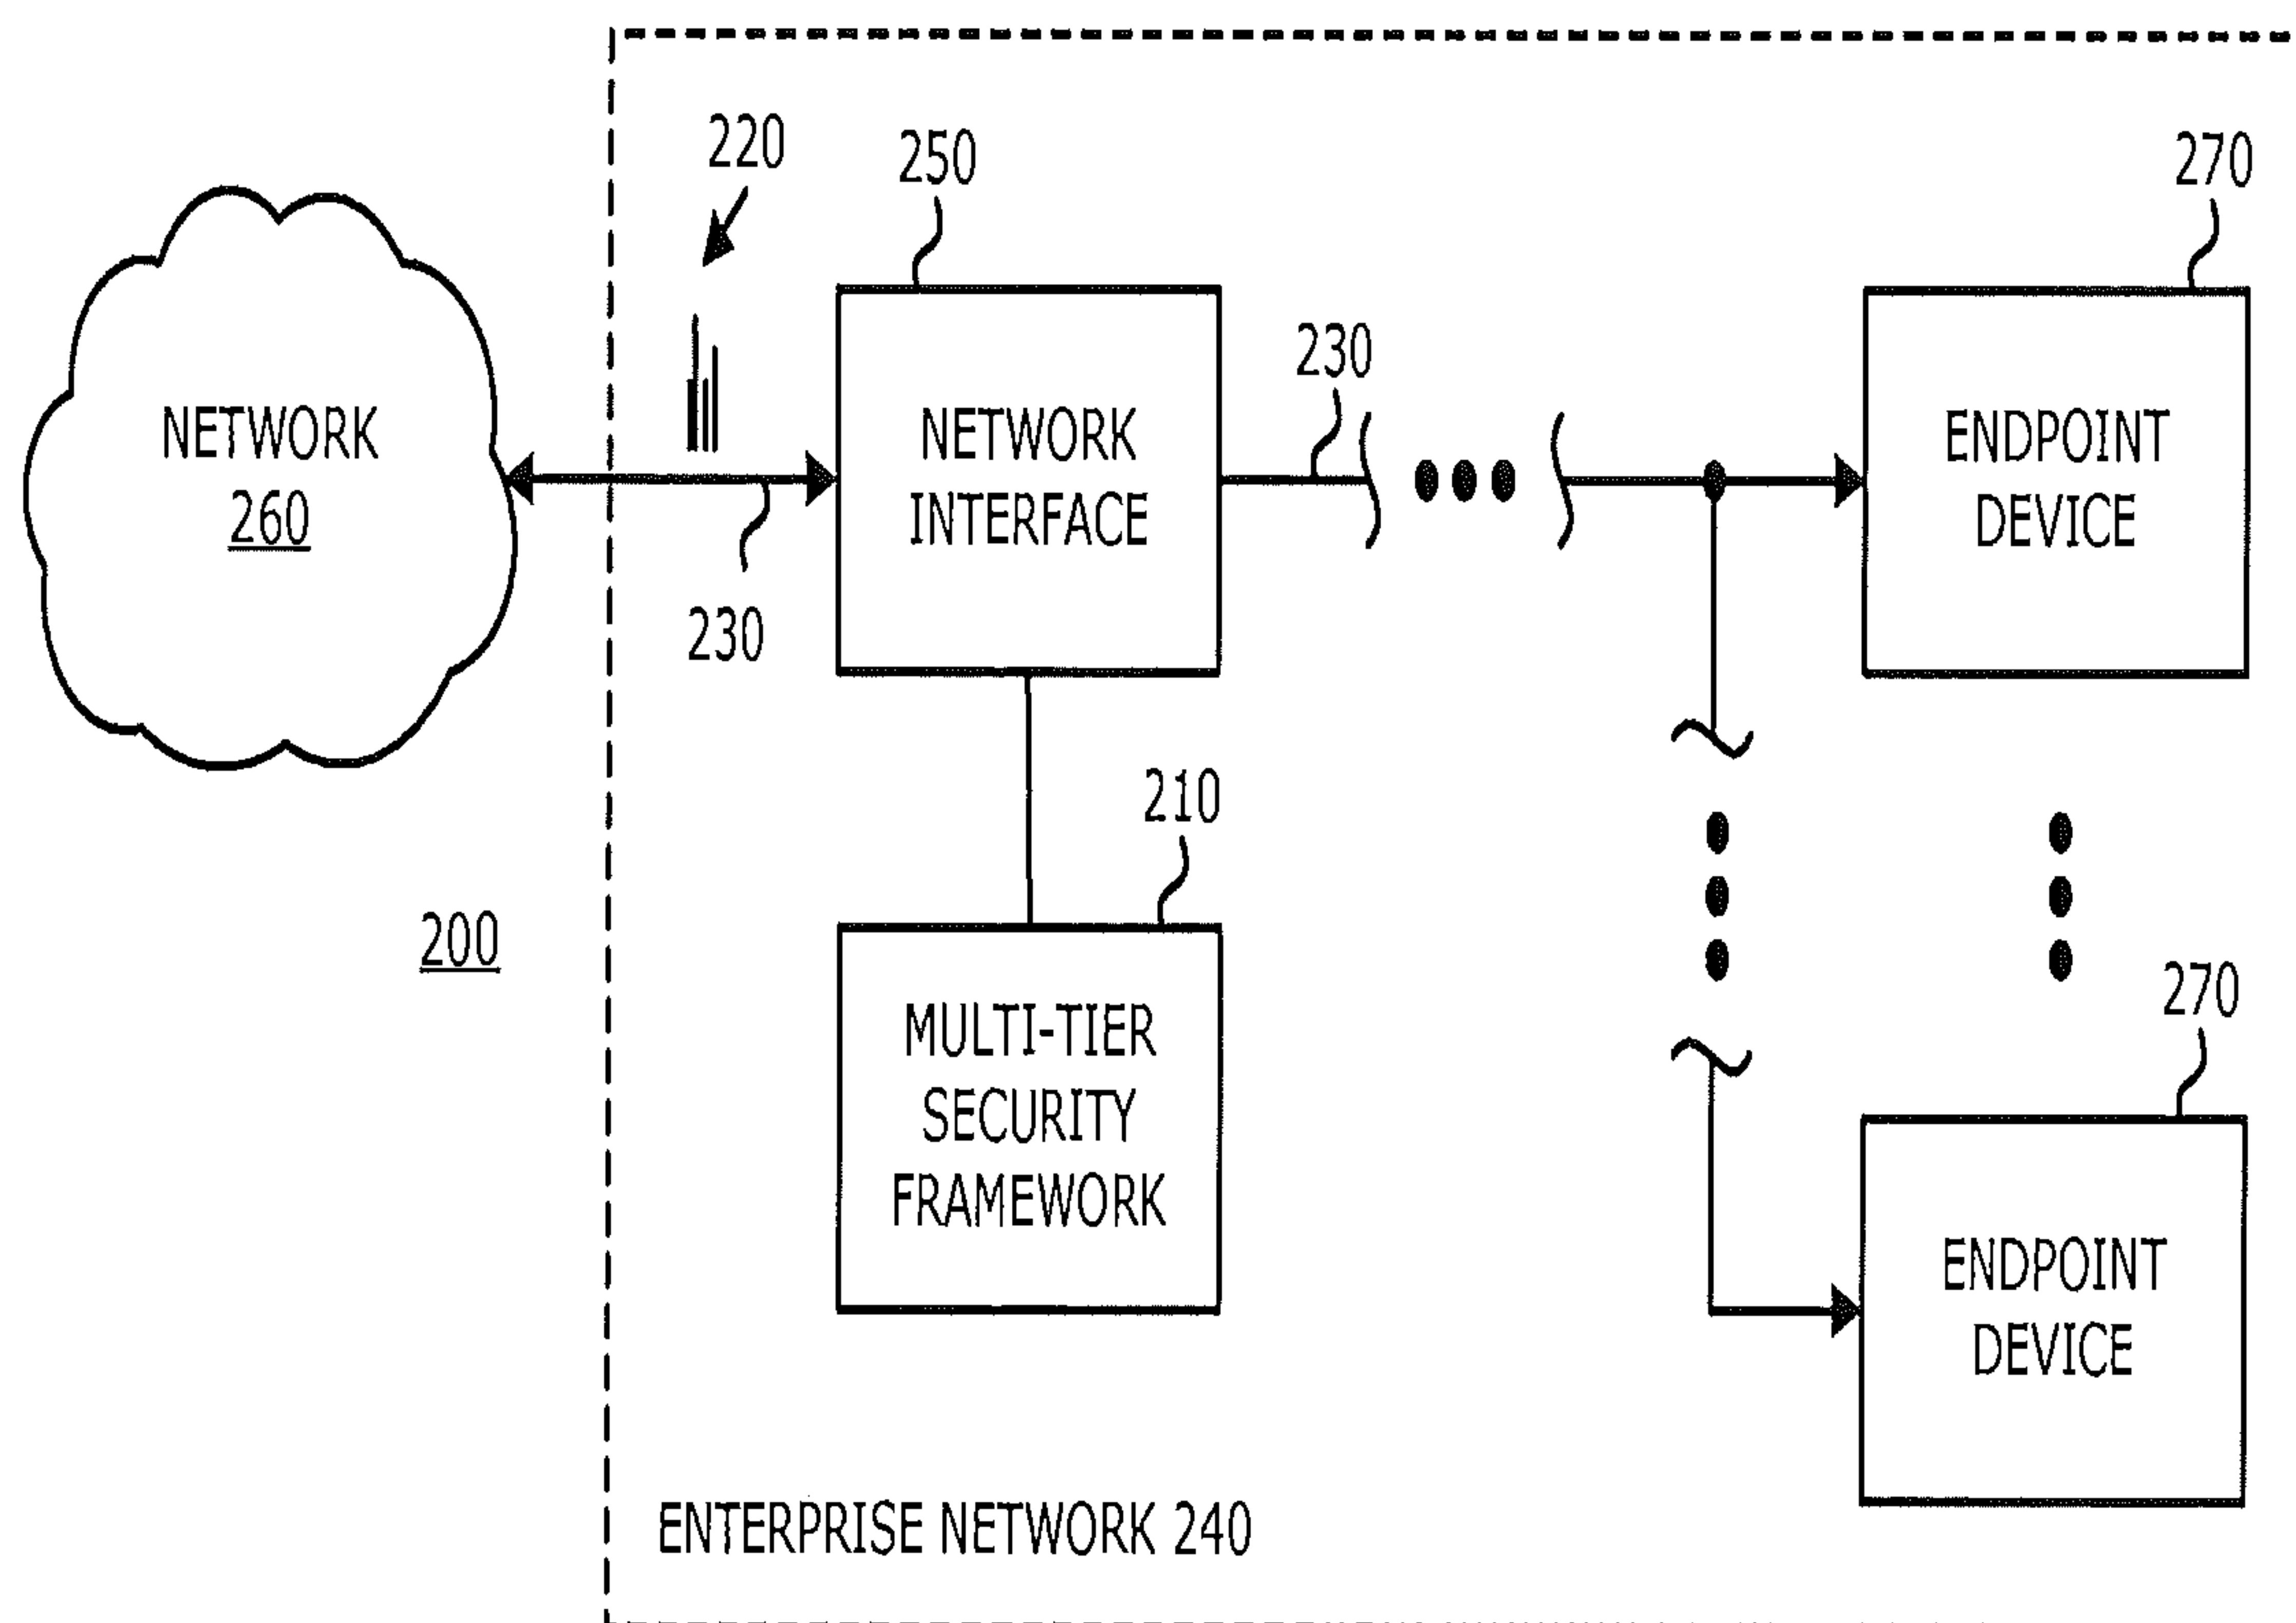 220
250
270
230
NETWORK
260
NETWORK
INTERFACE
ENDPOINT
DEVICE
230
210
200
MULTI-TIER
SECURITY
FRAMEWORK
270
ENDPOINT
DEVICE
ENTERPRISE NETWORK 240